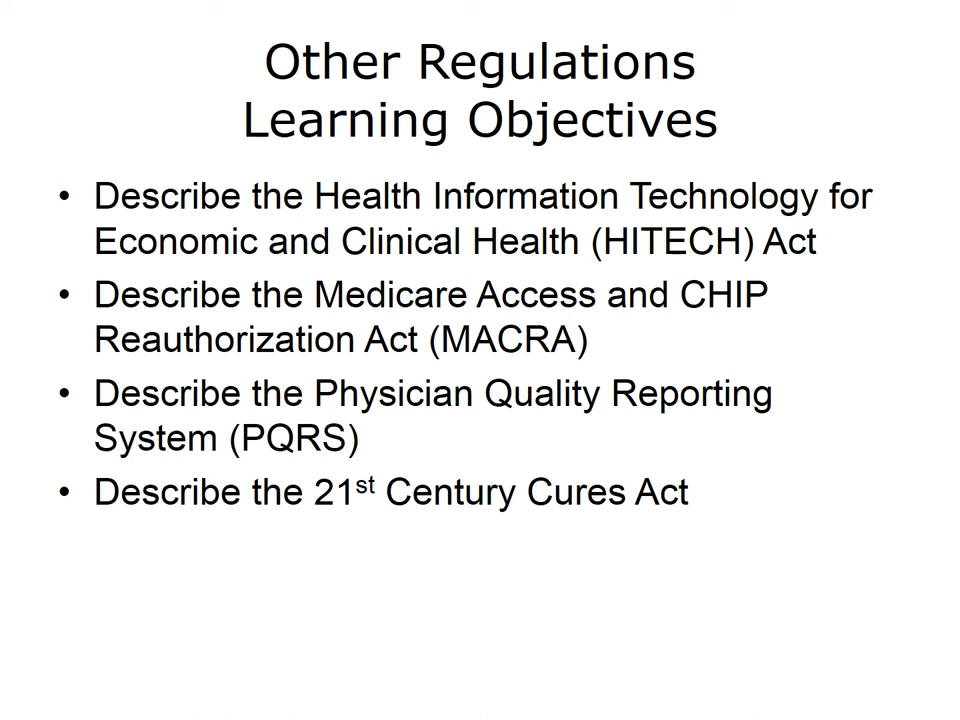 Other Regulations
Learning Objectives
• Describe the Health Information Technology for
Economic and Clinical Health (HITECH) Act
• Describe the Medicare Access and CHIP
Reauthorization Act (MACRA)
• Describe the Physician Quality Reporting
System (PQRS)
• Describe the 21st Century Cures Act